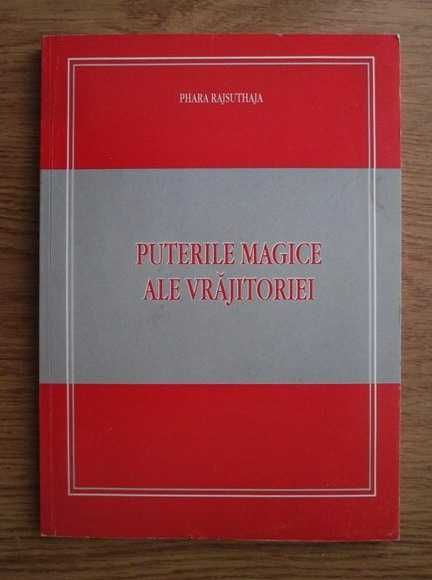 PHARA RAJSUTHAJA
PUTERILE MAGICE
ALE VRĂJITORIEI